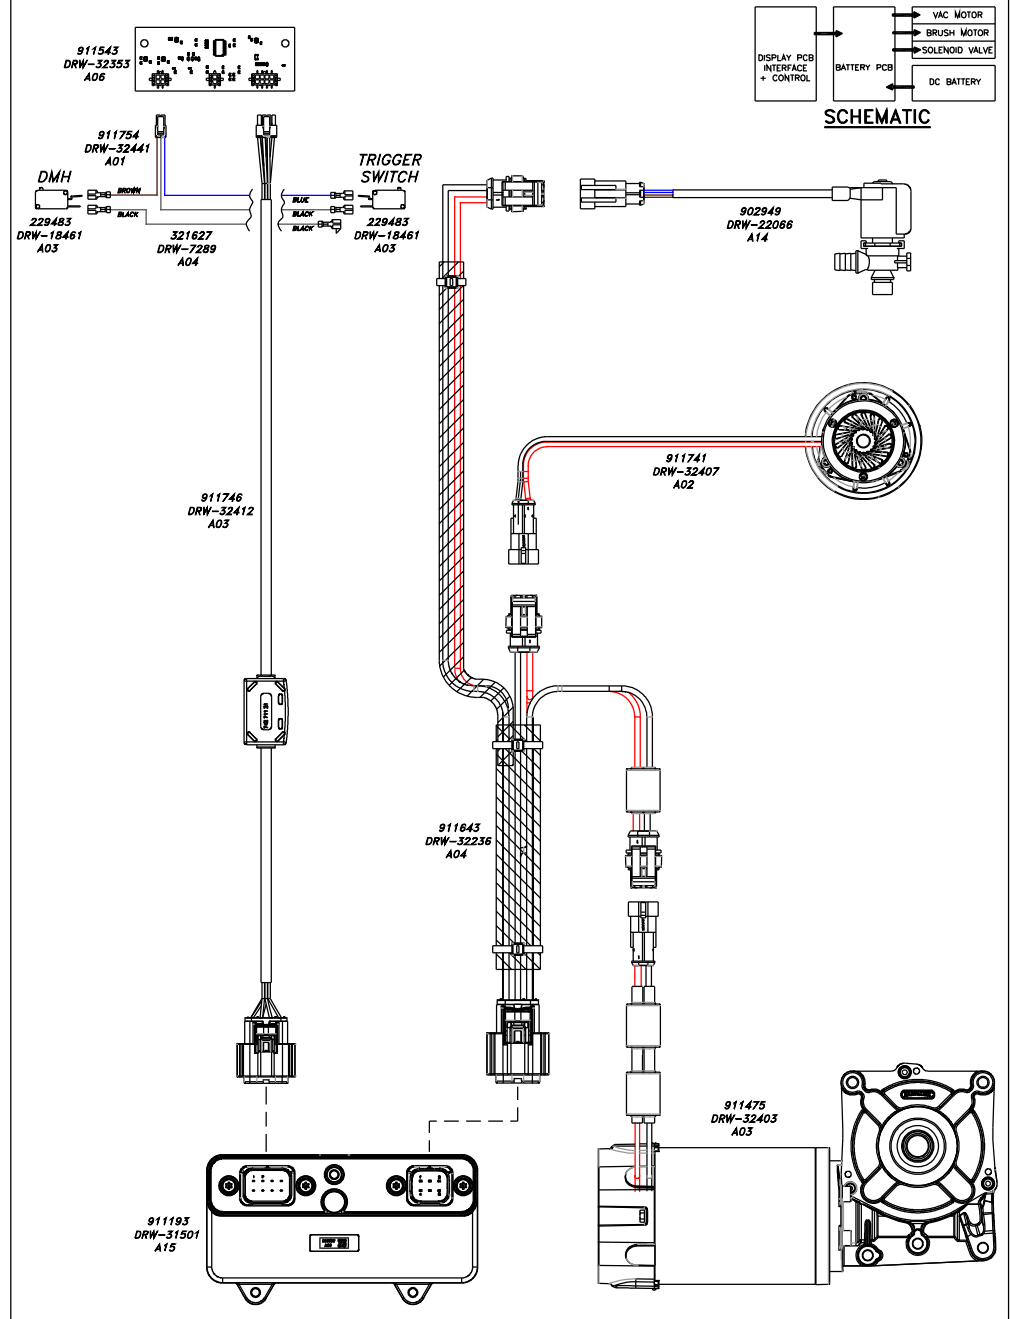 911543
DRW-32353
A06
DISPLAY PCB
INTERFACE
+ CONTROL
BATTERY PCB
VAC MOTOR
BRUSH MOTOR
SOLENOID VALVE
DC BATTERY
SCHEMATIC
911754
DRW-32441
A01
DMH
BROWN
BLACK
229483
DRW-18461
A03
321627
DRW-7289
A04
BLUE
BLACK
BLACK
TRIGGER
SWITCH
229483
DRW-18461
A03
902949
DRW-22066
A14
911741
DRW-32407
A02
911746
DRW-32412
A03
911643
DRW-32236
A04
911475
DRW-32403
A03
911193
DRW-31501
A15